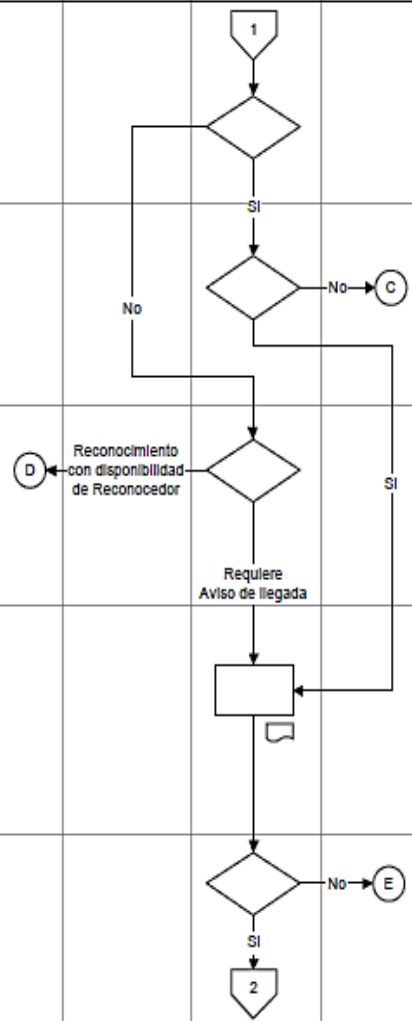 1
SI
No
C
No
Reconocimiento
con disponibilidad
de Reconocedor
D
SI
Requiere
Aviso de llegada
No
E
SI
2